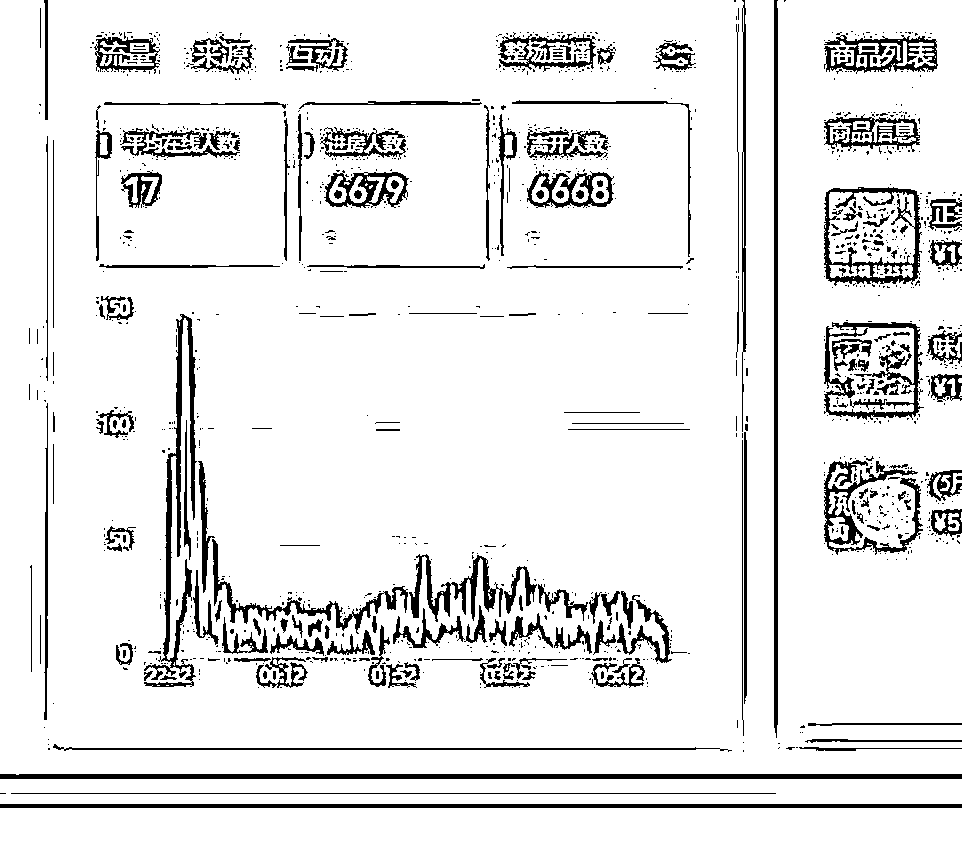 流量 来源 互动 整场直播
平均在线人数 进房人数 离开人数
17 6679 6668
150
100
50
0
22:32 00:12 01:52 03:32 05:12
商品列表
商品信息
正
¥1
味
¥1
(5月
¥5